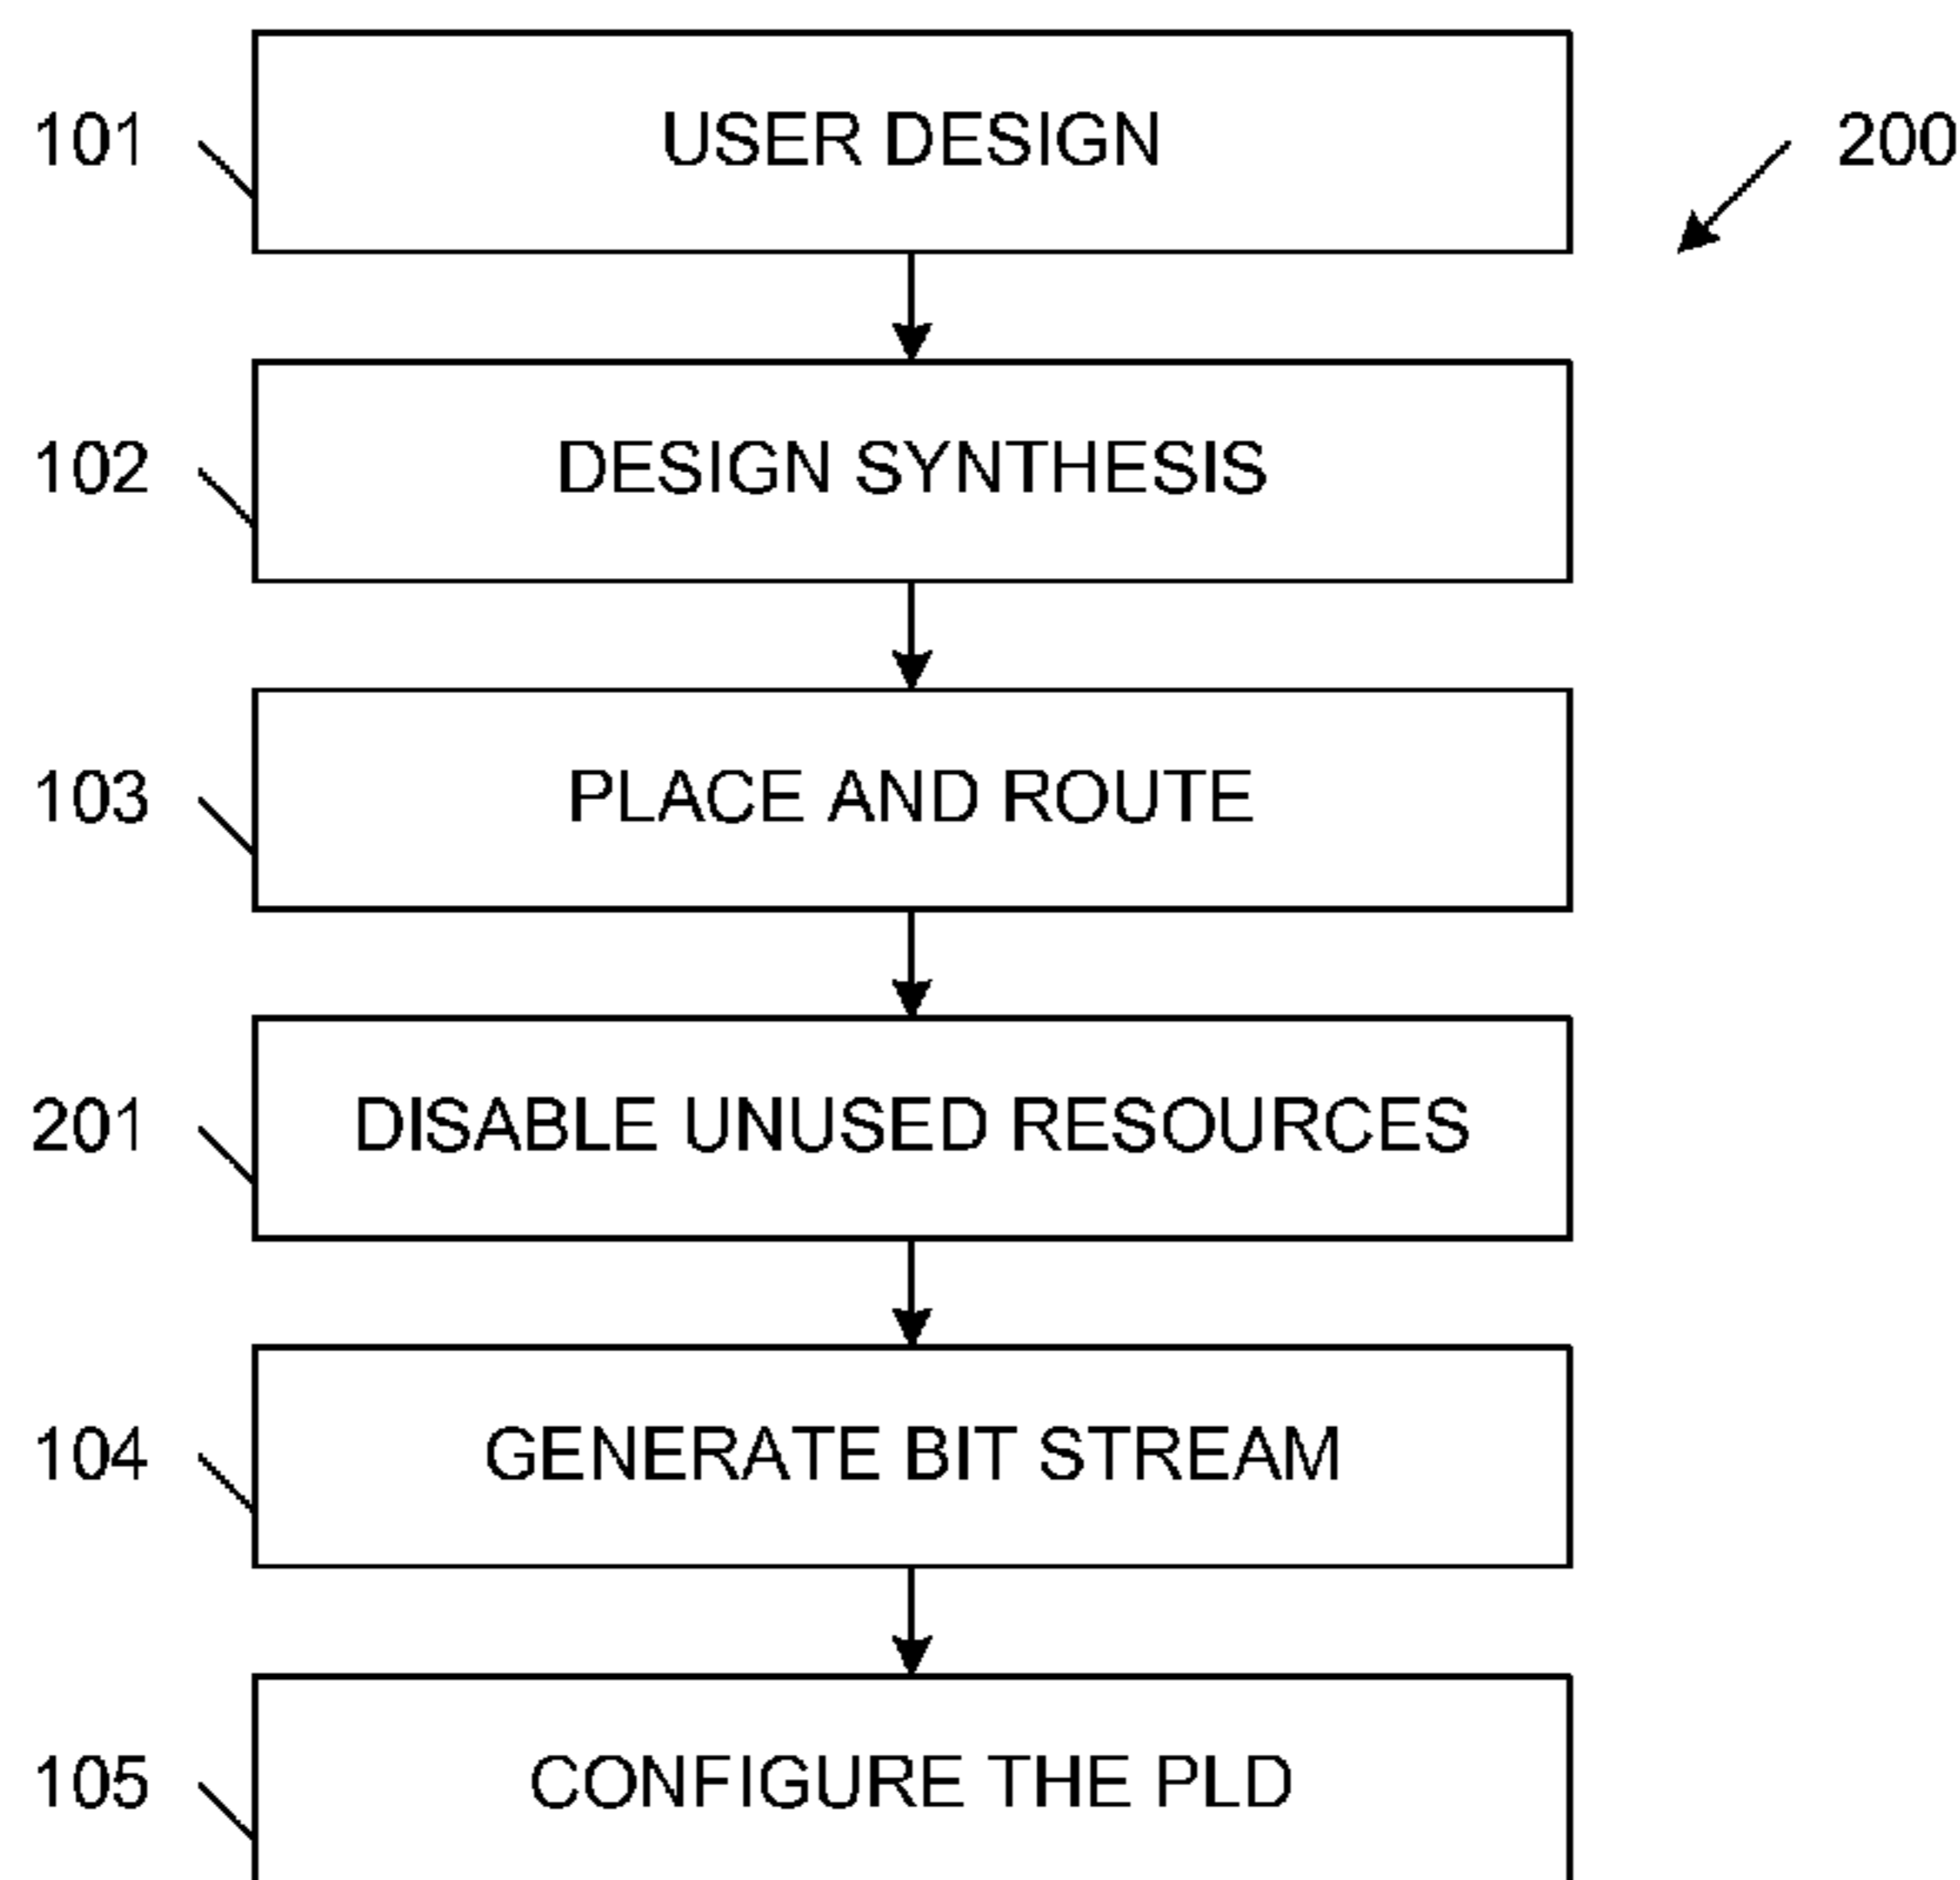 101 USER DESIGN 200
102 DESIGN SYNTHESIS
103 PLACE AND ROUTE
201 DISABLE UNUSED RESOURCES
104 GENERATE BIT STREAM
105 CONFIGURE THE PLD